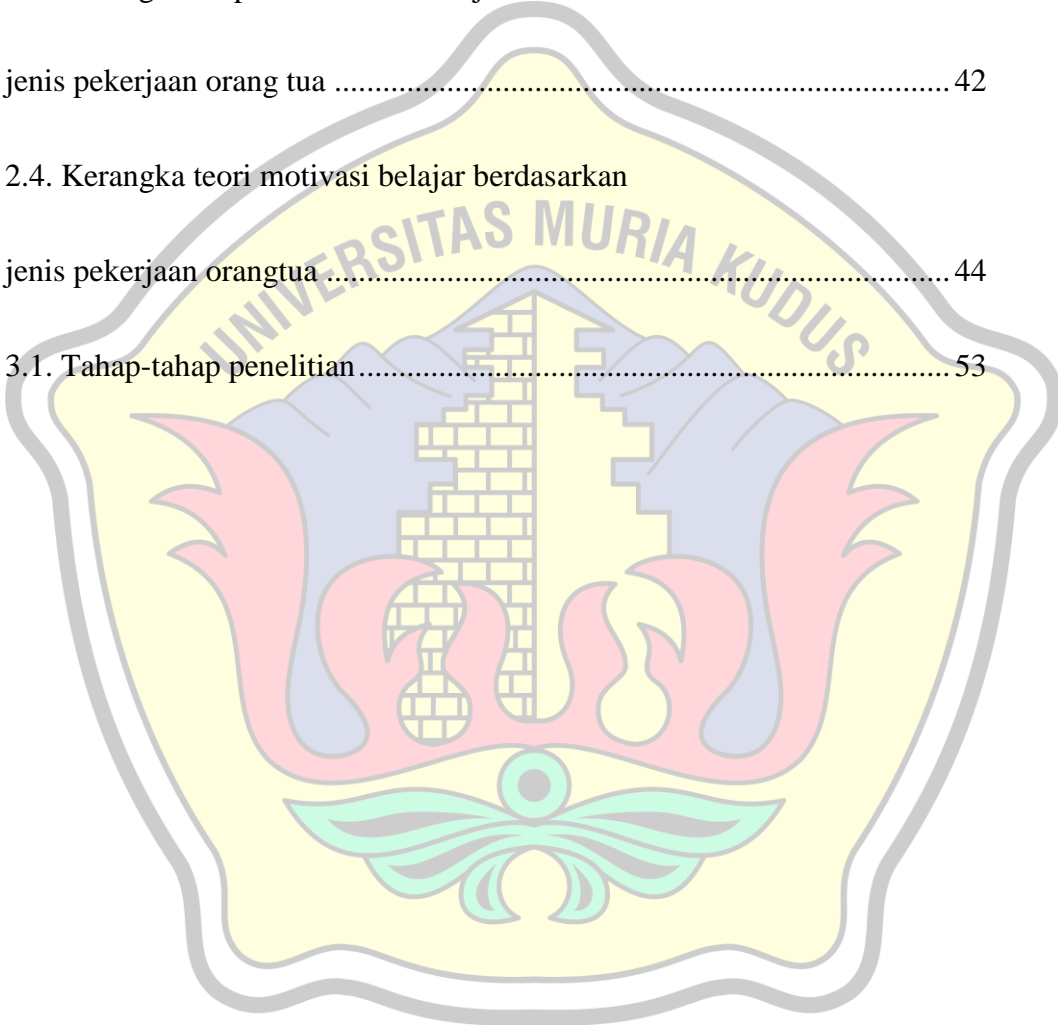 jenis pekerjaan orang tua ........................................................................... 42
2.4. Kerangka teori motivasi belajar berdasarkan
jenis pekerjaan orangtua ............................................................................ 44
3.1. Tahap-tahap penelitian ........................................................................ 53
UNIVERSITAS MURIA KUDUS